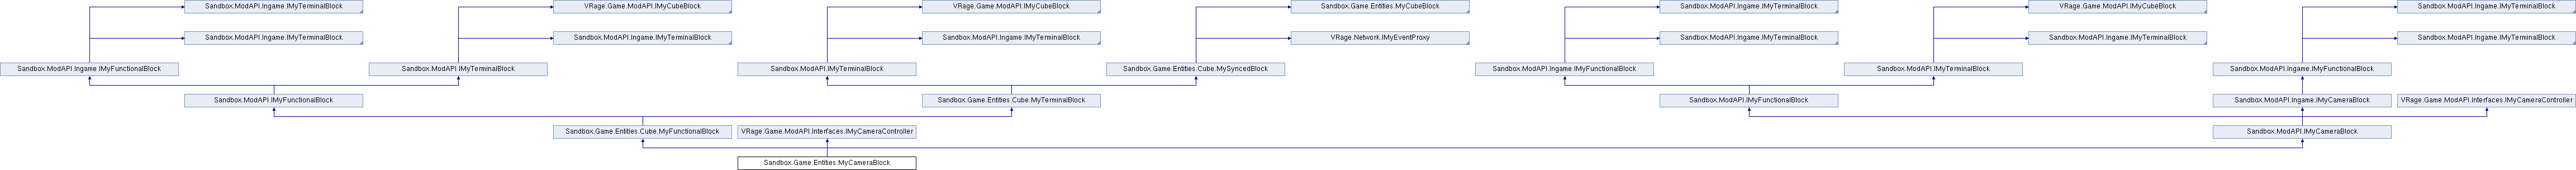 Sandbox.ModAPI.Ingame.IMyTerminalBlock
VRage.Game.ModAPI.IMyCubeBlock
VRage.Game.ModAPI.IMyCubeBlock
Sandbox.Game.Entities.MyCubeBlock
Sandbox.ModAPI.Ingame.IMyTerminalBlock
VRage.Game.ModAPI.IMyCubeBlock
Sandbox.ModAPI.Ingame.IMyTerminalBlock
Sandbox.ModAPI.Ingame.IMyTerminalBlock
Sandbox.ModAPI.Ingame.IMyTerminalBlock
Sandbox.ModAPI.Ingame.IMyTerminalBlock
VRage.Network.IMyEventProxy
Sandbox.ModAPI.Ingame.IMyTerminalBlock
Sandbox.ModAPI.Ingame.IMyTerminalBlock
Sandbox.ModAPI.Ingame.IMyTerminalBlock
Sandbox.ModAPI.Ingame.IMyFunctionalBlock
Sandbox.ModAPI.IMyTerminalBlock
Sandbox.ModAPI.IMyTerminalBlock
Sandbox.Game.Entities.Cube.MySyncedBlock
Sandbox.ModAPI.Ingame.IMyFunctionalBlock
Sandbox.ModAPI.IMyTerminalBlock
Sandbox.ModAPI.Ingame.IMyFunctionalBlock
Sandbox.ModAPI.IMyFunctionalBlock
Sandbox.Game.Entities.Cube.MyTerminalBlock
Sandbox.ModAPI.IMyFunctionalBlock
Sandbox.ModAPI.Ingame.IMyCameraBlock
VRage.Game.ModAPI.Interfaces.IMyCameraController
Sandbox.Game.Entities.Cube.MyFunctionalBlock
VRage.Game.ModAPI.Interfaces.IMyCameraController
Sandbox.ModAPI.IMyCameraBlock
Sandbox.Game.Entities.MyCameraBlock